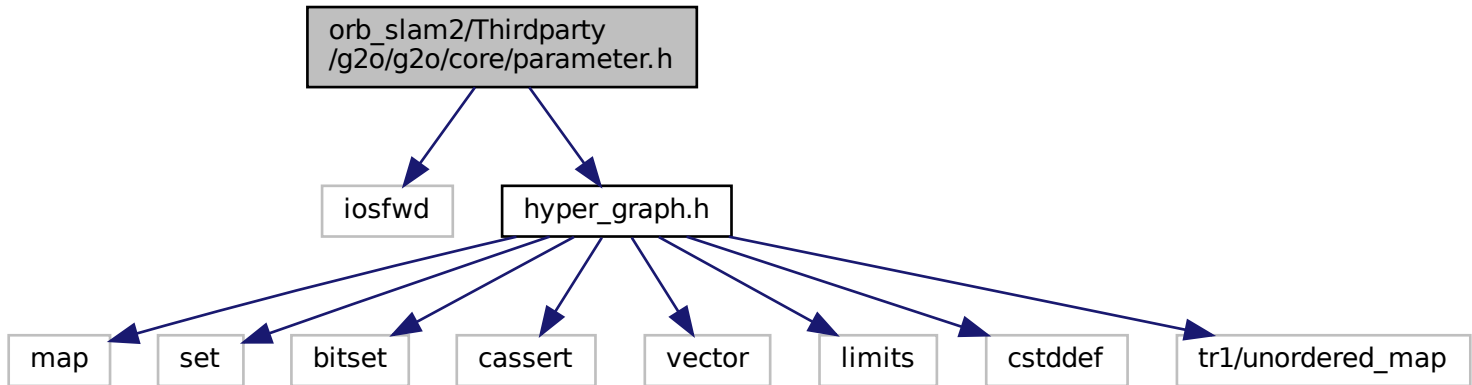 orb_slam2/Thirdparty
/g2o/g2o/core/parameter.h
iosfwd
hyper_graph.h
map
set
bitset
cassert
vector
limits
cstddef
tr1/unordered_map